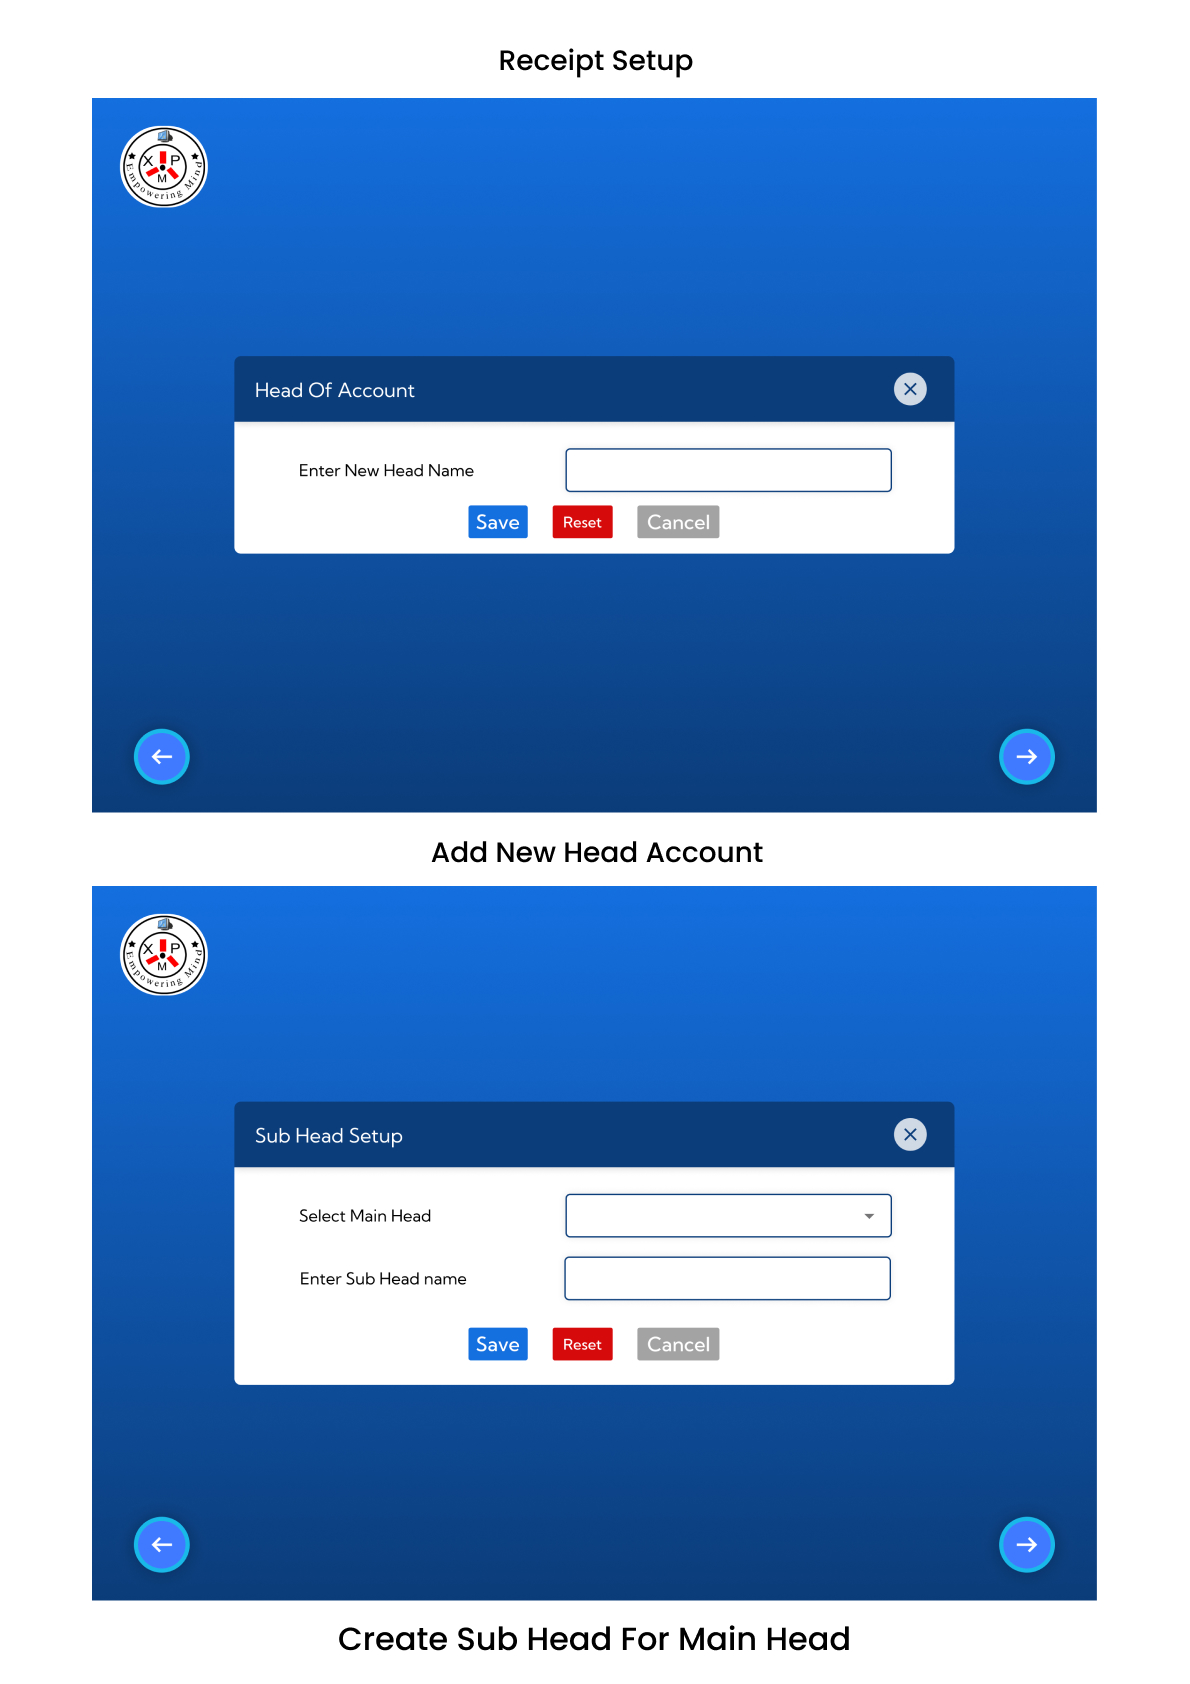 Receipt Setup
X P
M
Empowering Mind
Head Of Account
Enter New Head Name
Save Reset Cancel
Add New Head Account
X P
M
Empowering Mind
Sub Head Setup
Select Main Head
Enter Sub Head name
Save Reset Cancel
Create Sub Head For Main Head